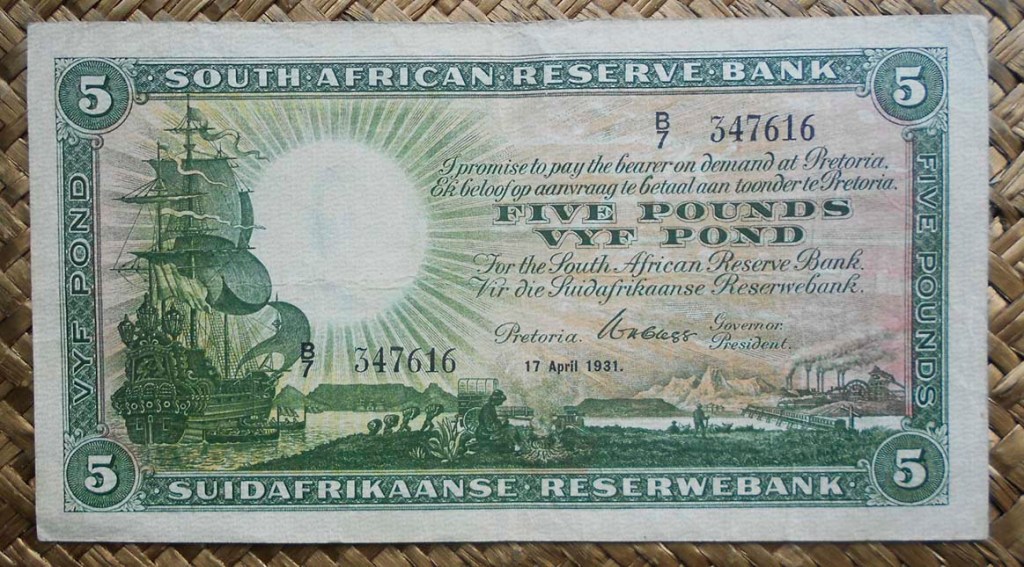 5 SOUTH·AFRICAN·RESERVE·BANK 5
B/7 347616
I promise to pay the bearer on demand at Pretoria.
Ek beloof op aanvraag te betaal aan toonder te Pretoria.
FIVE POUNDS
VYF POND
For the South African Reserve Bank.
Vir die Suidafrikaanse Reserwebank.
Pretoria.
Governor.
President.
17 April 1931.
B/7 347616
VYF POND
FIVE POUNDS
5 SUIDAFRIKAANSE·RESERWEBANK 5